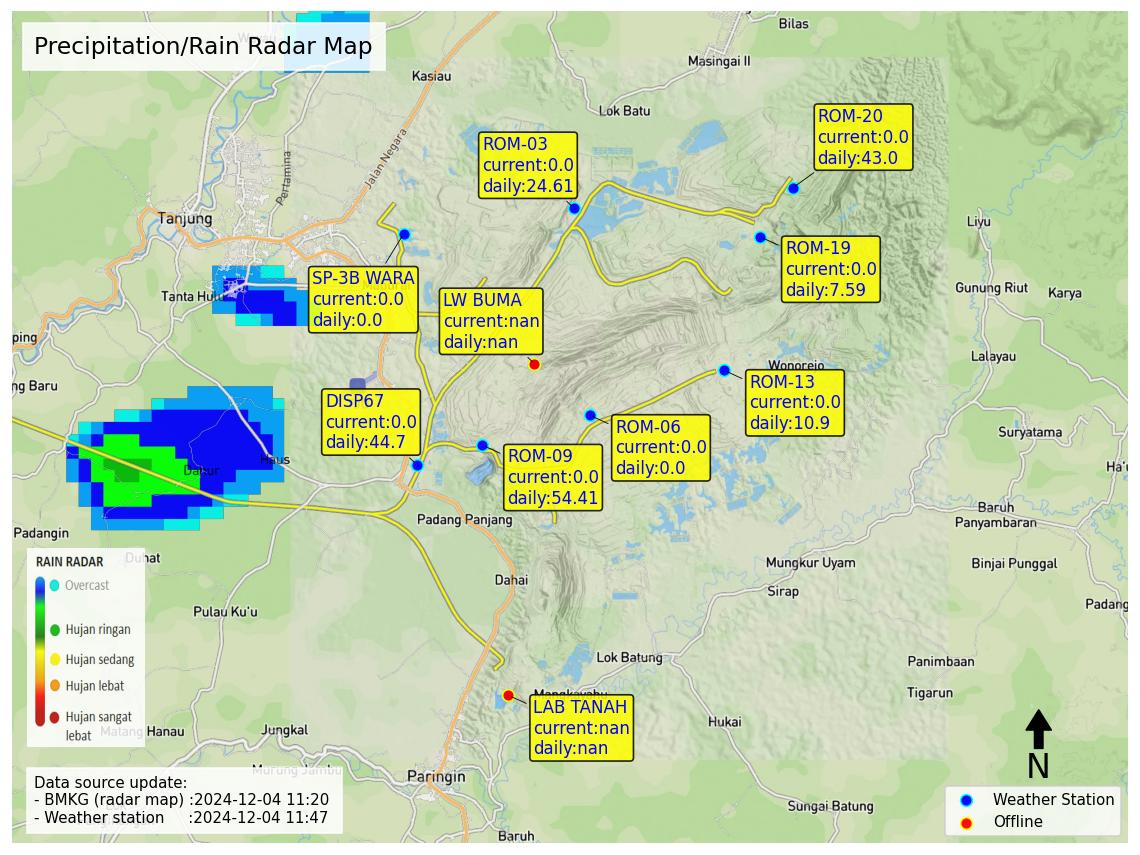 Precipitation/Rain Radar Map
Bilas
Masingai II
Kasiau
Lok Batu
Jalan Negara
Pertamina
Tanjung
Tanta Hulu
ROM-03
current:0.0
daily:24.61
ROM-20
current:0.0
daily:43.0
ROM-19
current:0.0
daily:7.59
SP-3B WARA
current:0.0
daily:0.0
LW BUMA
current:nan
daily:nan
Liyu
Gunung Riut
Karya
Lalayau
Wonorejo
ping
ng Baru
DISP67
current:0.0
daily:44.7
ROM-13
current:0.0
daily:10.9
ROM-06
current:0.0
daily:0.0
ROM-09
current:0.0
daily:54.41
Suryatama
Ha'u
Dahur
Haus
Baruh
Panyambaran
Padang Panjang
Padangin
Duhat
Binjai Punggal
Mungkur Uyam
Dahai
Sirap
Padang
Pulau Ku'u
RAIN RADAR
Overcast
Hujan ringan
Hujan sedang
Hujan lebat
Hujan sangat
lebat
Lok Batung
Panimbaan
Tigarun
Mangkayahu
LAB TANAH
current:nan
daily:nan
Hukai
Matang Hanau
Jungkal
Murung Jambu
Paringin
Sungai Batung
Baruh
Data source update:
- BMKG (radar map) :2024-12-04 11:20
- Weather station :2024-12-04 11:47
N
Weather Station
Offline